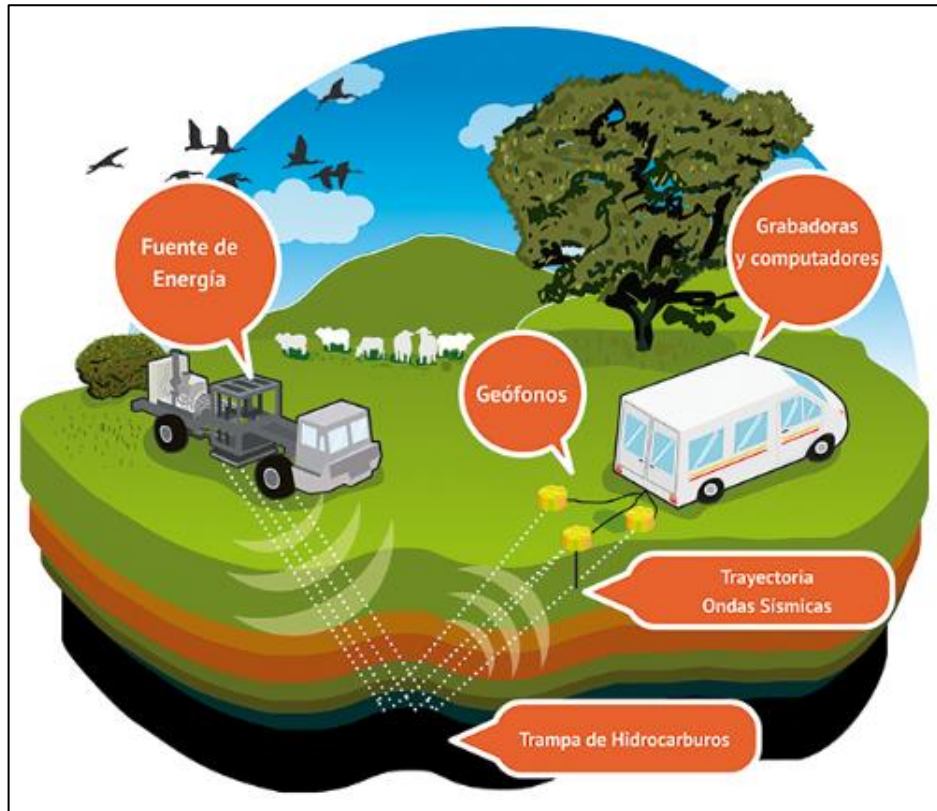 Fuente de
Energía
Grabadoras
y computadores
Geófonos
Trayectoria
Ondas Sísmicas
Trampa de Hidrocarburos